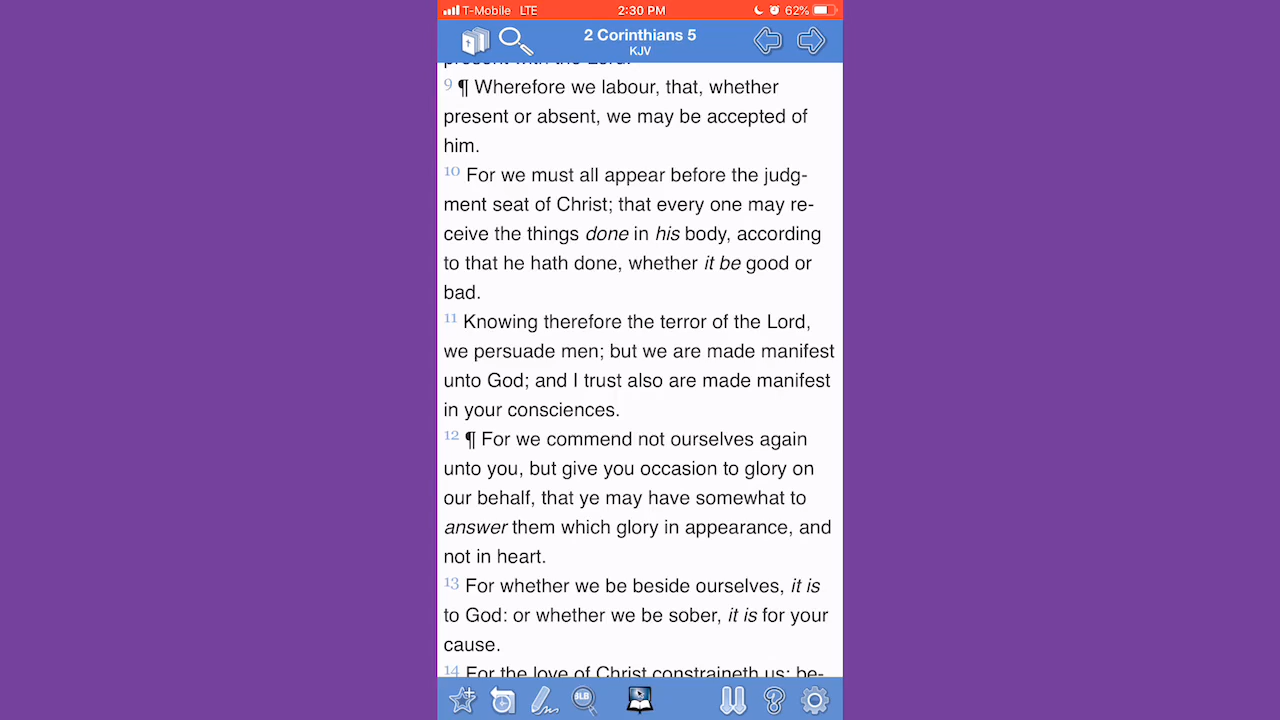 T-Mobile LTE 2:30 PM 62%
2 Corinthians 5
KJV
present with the Lord.
9 ¶ Wherefore we labour, that, whether
present or absent, we may be accepted of
him.
10 For we must all appear before the judg-
ment seat of Christ; that every one may re-
ceive the things done in his body, according
to that he hath done, whether it be good or
bad.
11 Knowing therefore the terror of the Lord,
we persuade men; but we are made manifest
unto God; and I trust also are made manifest
in your consciences.
12 ¶ For we commend not ourselves again
unto you, but give you occasion to glory on
our behalf, that ye may have somewhat to
answer them which glory in appearance, and
not in heart.
13 For whether we be beside ourselves, it is
to God: or whether we be sober, it is for your
cause.
14 For the love of Christ constraineth us; be-
BLB